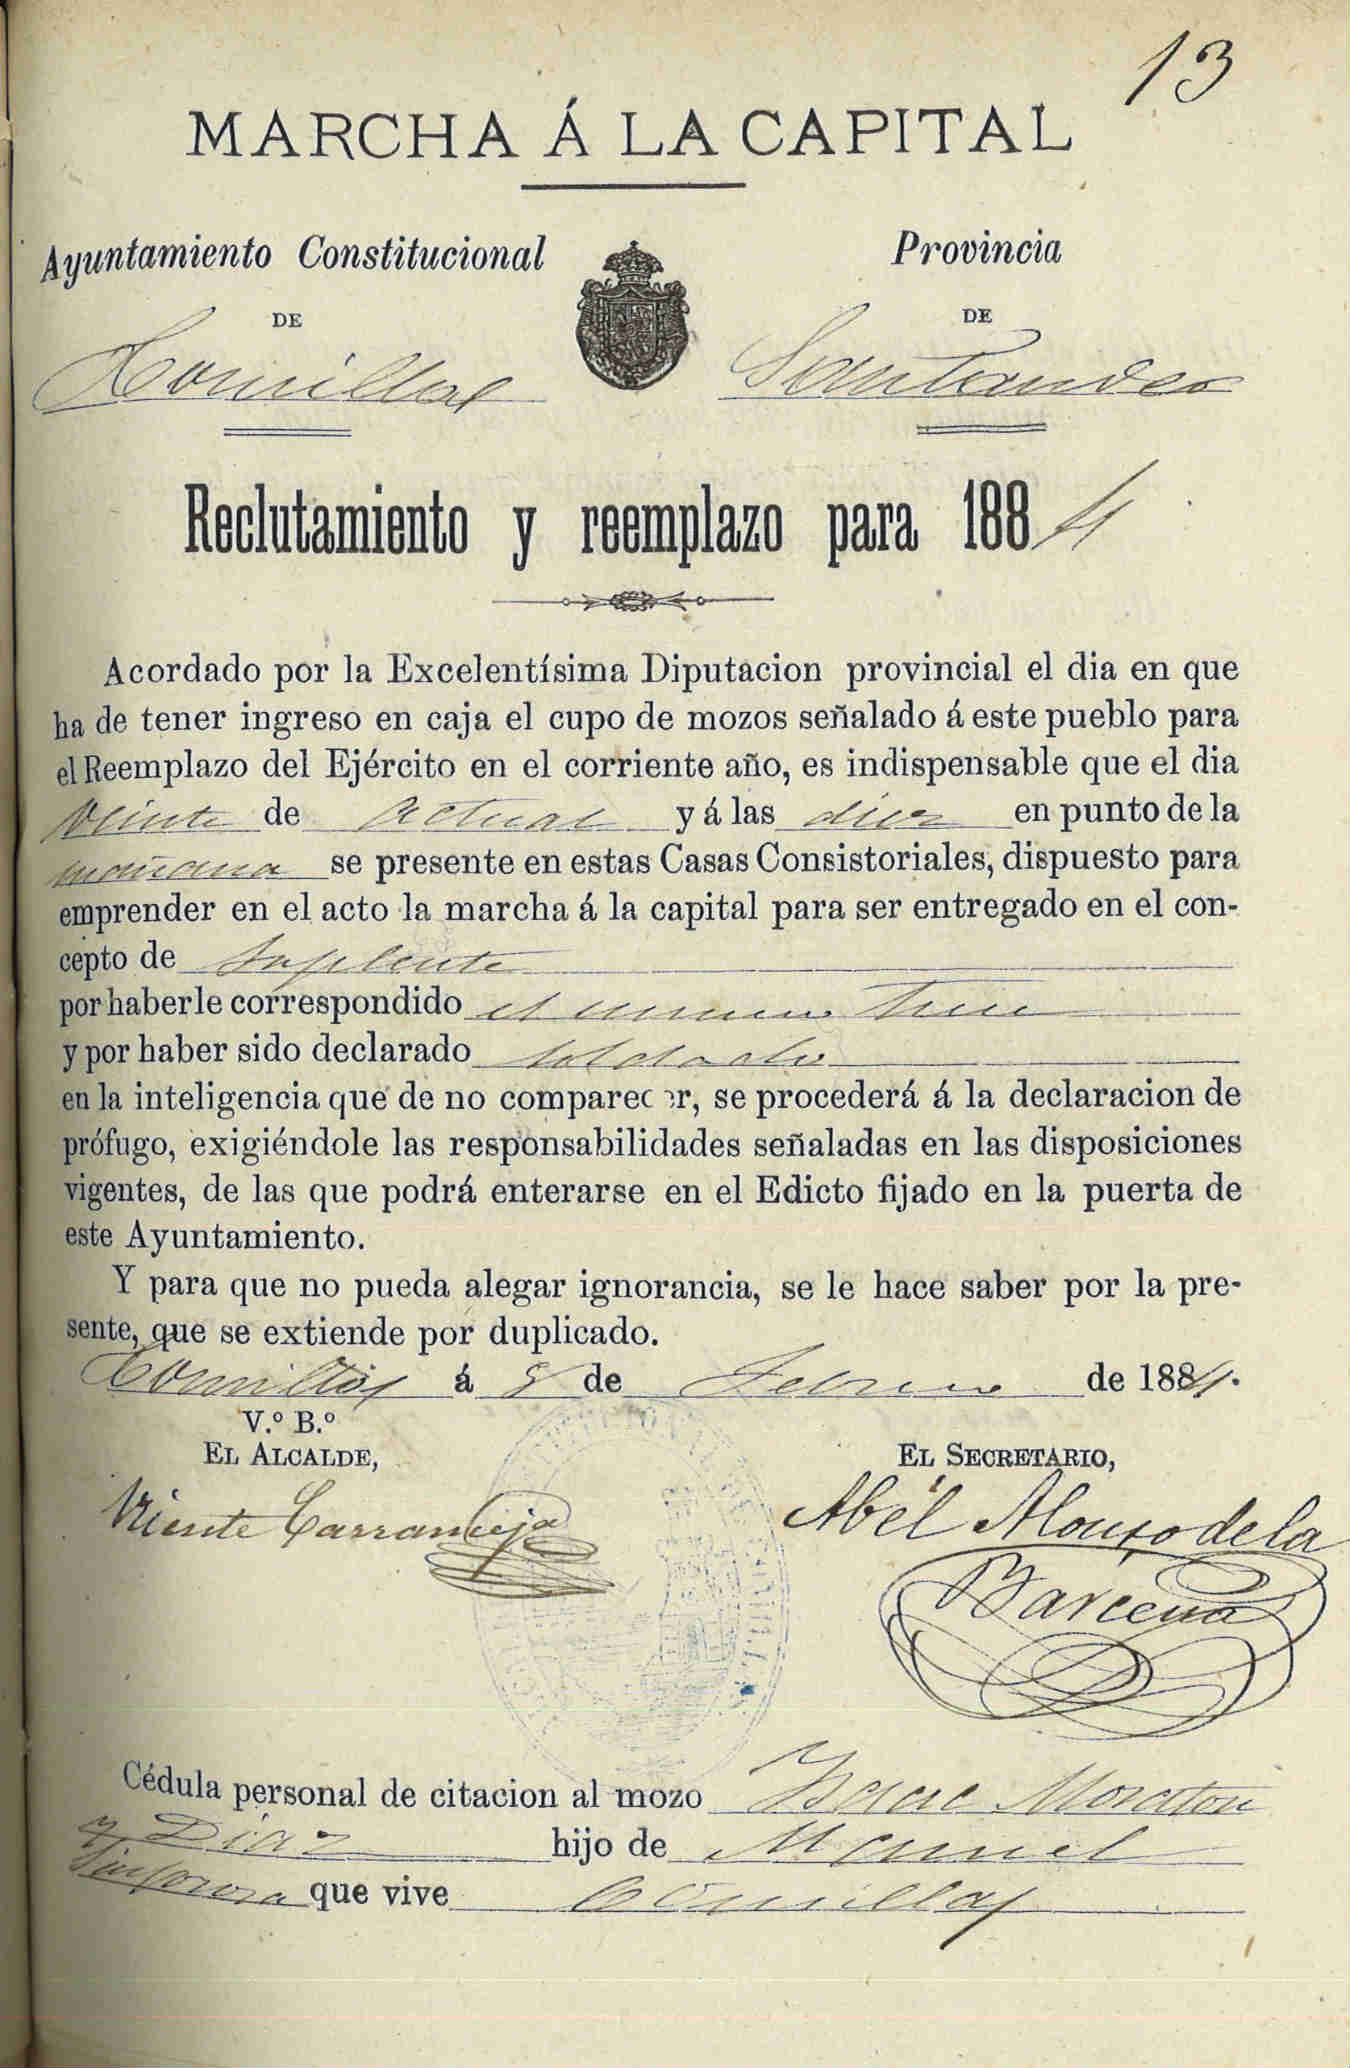 13
MARCHA Á LA CAPITAL
Ayuntamiento Constitucional
DE
Comillas
Provincia
DE
Santander
Reclutamiento y reemplazo para 1884
Acordado por la Excelentísima Diputacion provincial el dia en que
ha de tener ingreso en caja el cupo de mozos señalado á este pueblo para
el Reemplazo del Ejército en el corriente año, es indispensable que el dia
veinte de actual y á las diez en punto de la
mañana se presente en estas Casas Consistoriales, dispuesto para
emprender en el acto la marcha á la capital para ser entregado en el con-
cepto de Suplente
por haberle correspondido el numero trece
y por haber sido declarado soldado
en la inteligencia que de no comparecer, se procederá á la declaracion de
prófugo, exigiéndole las responsabilidades señaladas en las disposiciones
vigentes, de las que podrá enterarse en el Edicto fijado en la puerta de
este Ayuntamiento.
Y para que no pueda alegar ignorancia, se le hace saber por la pre-
sente, que se extiende por duplicado.
Comillas á 8 de Febrero de 1884.
V.º B.º
EL ALCALDE,
Vicente Carranceja
EL SECRETARIO,
Abel Alonso de la
Barcena
Cédula personal de citacion al mozo Isaac Moraton
y Diaz hijo de Manuel
Sinforosa que vive Comillas